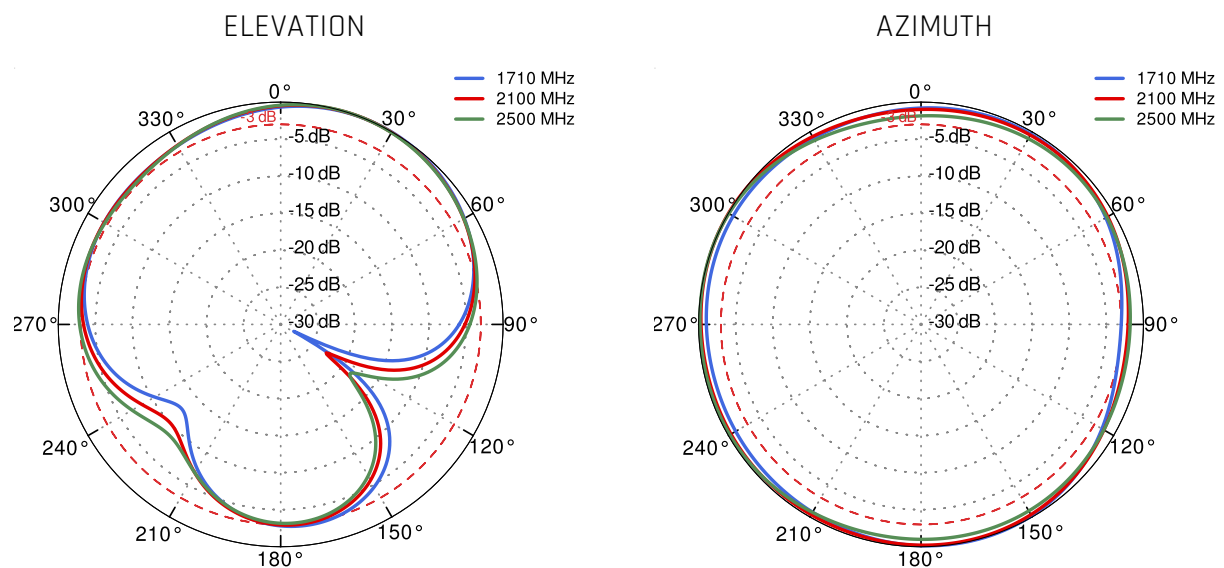 ELEVATION
1710 MHz
2100 MHz
2500 MHz
0°
30°
60°
90°
120°
150°
180°
210°
240°
270°
300°
330°
-3 dB
-5 dB
-10 dB
-15 dB
-20 dB
-25 dB
-30 dB
AZIMUTH
1710 MHz
2100 MHz
2500 MHz
0°
30°
60°
90°
120°
150°
180°
210°
240°
270°
300°
330°
-3 dB
-5 dB
-10 dB
-15 dB
-20 dB
-25 dB
-30 dB